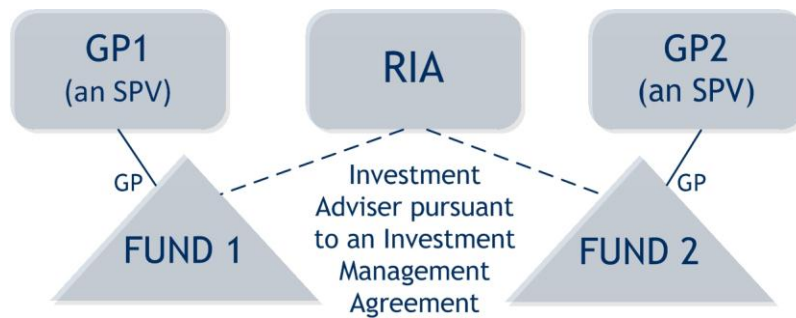 GP1
(an SPV)
RIA
GP2
(an SPV)
GP
FUND 1
Investment
Adviser pursuant
to an Investment
Management
Agreement
GP
FUND 2